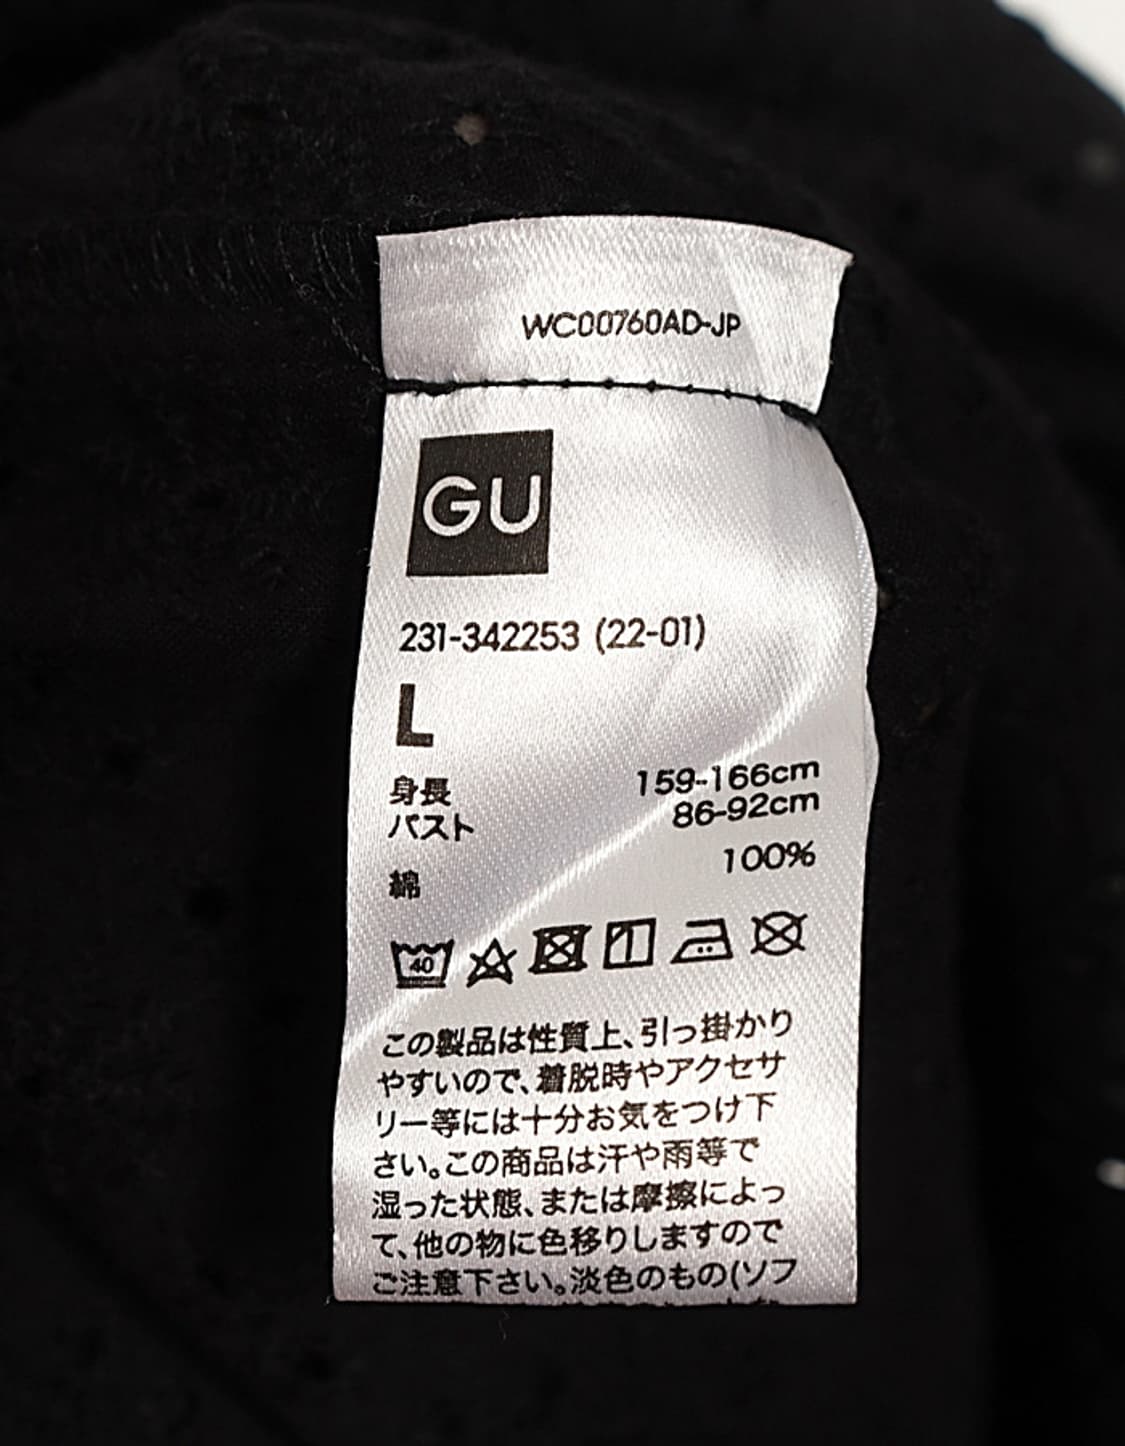 WC00760AD-JP
GU
231-342253 (22-01)
L
身長 159-166cm
バスト 86-92cm
綿 100%
40
この製品は性質上、引っ掛かり
やすいので、着脱時やアクセサ
リー等には十分お気をつけ下
さい。この商品は汗や雨等で
湿った状態、または摩擦によっ
て、他の物に色移りしますので
ご注意下さい。淡色のもの(ソフ